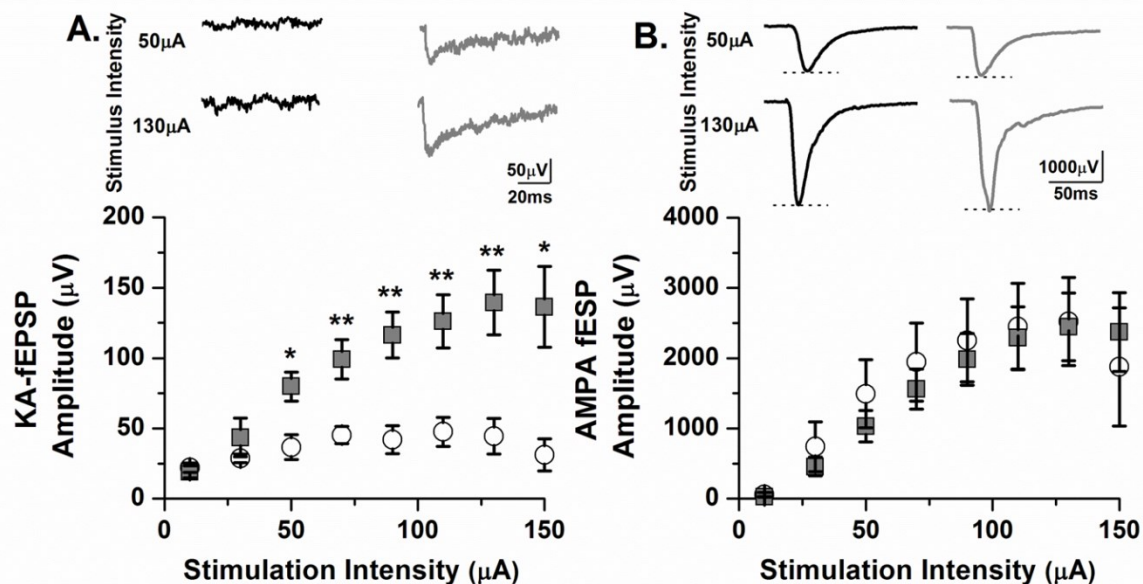 A.
Stimulus Intensity
50μA
130μA
50μV
20ms
KA-fEPSP
Amplitude (μV)
200
150
100
50
0
* ** ** ** ** *
0 50 100 150
Stimulation Intensity (μA)
B.
Stimulus Intensity
50μA
130μA
1000μV
50ms
AMPA fESP
Amplitude (μV)
4000
3000
2000
1000
0
0 50 100 150
Stimulation Intensity (μA)